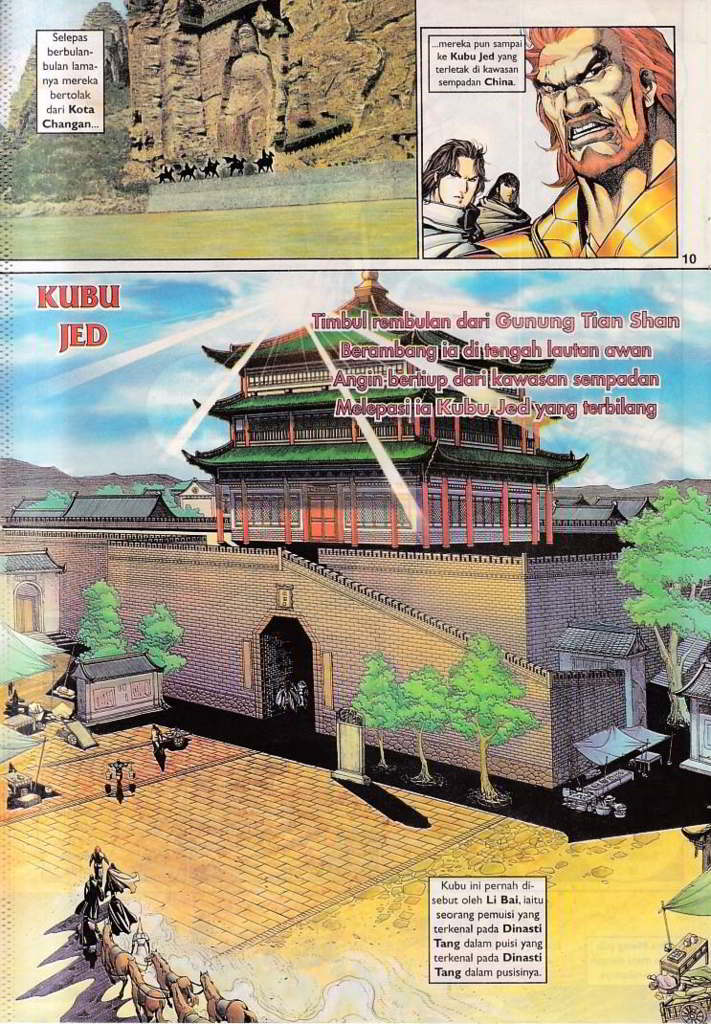 Selepas
berbulan-
bulan lama-
nya mereka
bertolak
dari Kota
Changan...
...mereka pun sampai
ke Kubu Jed yang
terletak di kawasan
sempadan China.
10
KUBU
JED
Timbul rembulan dari Gunung Tian Shan
Berambang ia di tengah lautan awan
Angin bertiup dari kawasan sempadan
Melepasi ia Kubu Jed yang terbilang
Kubu ini pernah di-
sebut oleh Li Bai, iaitu
seorang pemuisi yang
terkenal pada Dinasti
Tang dalam puisi yang
terkenal pada Dinasti
Tang dalam pusisinya.